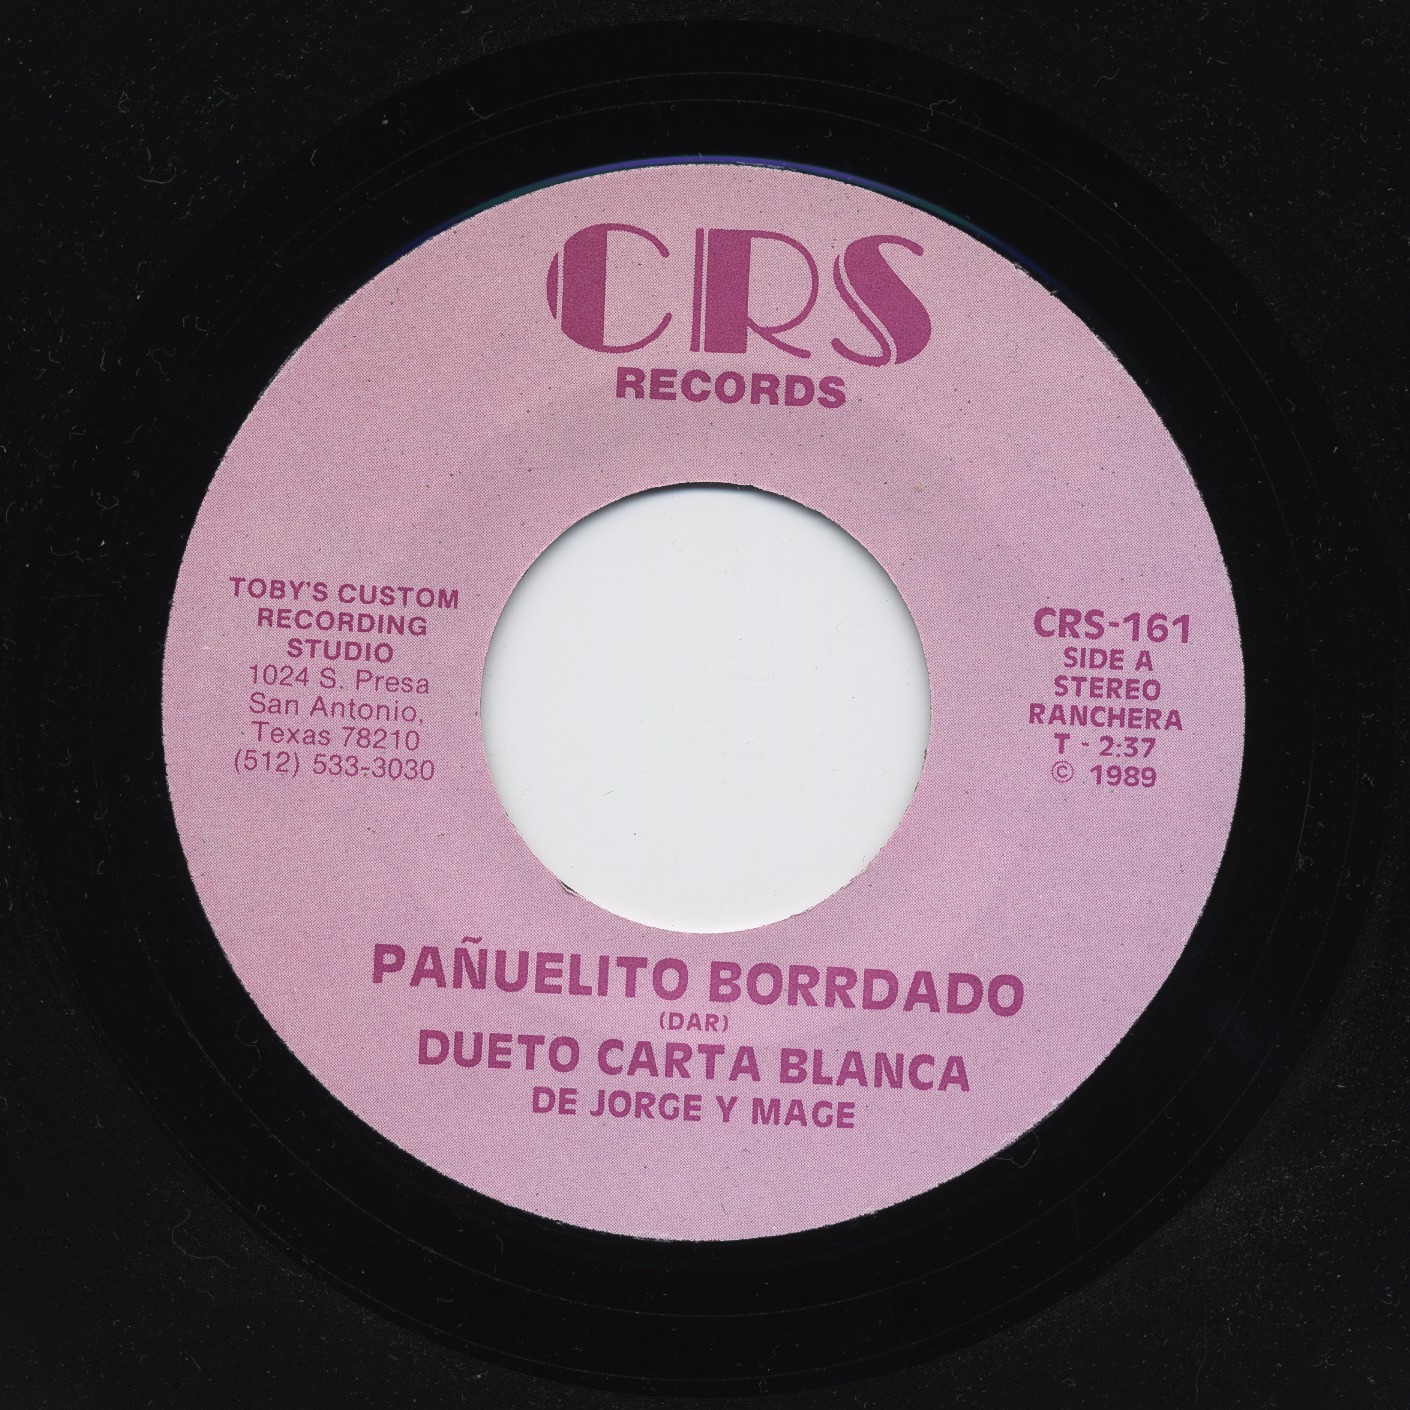 CRS
RECORDS
TOBY'S CUSTOM
RECORDING
STUDIO
1024 S. Presa
San Antonio,
Texas 78210
(512) 533-3030
CRS-161
SIDE A
STEREO
RANCHERA
T - 2:37
© 1989
PAÑUELITO BORRDADO
(DAR)
DUETO CARTA BLANCA
DE JORGE Y MAGE